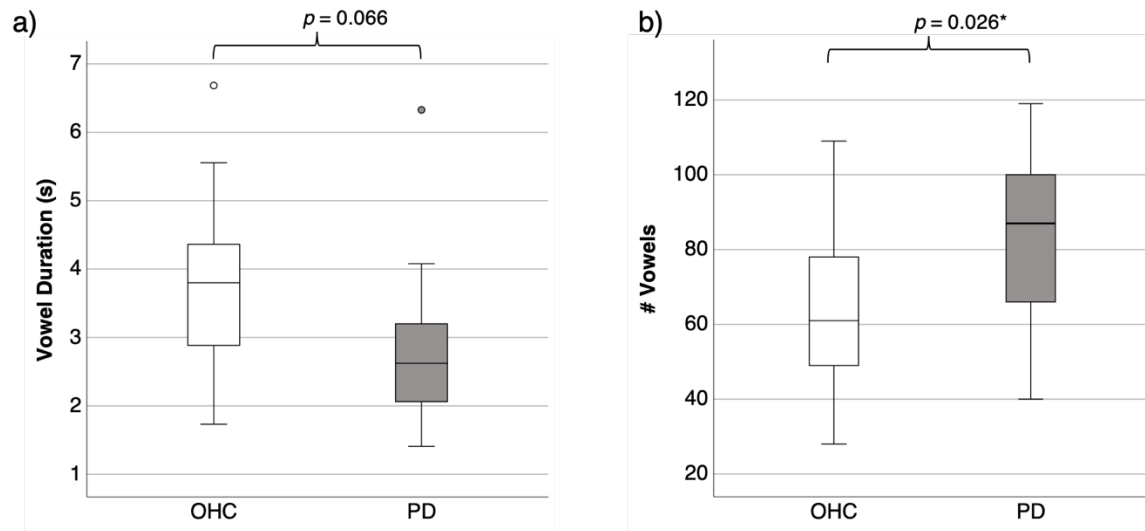 a)
p = 0.066
Vowel Duration (s)
7
6
5
4
3
2
1
OHC PD
b)
p = 0.026*
# Vowels
120
100
80
60
40
20
OHC PD